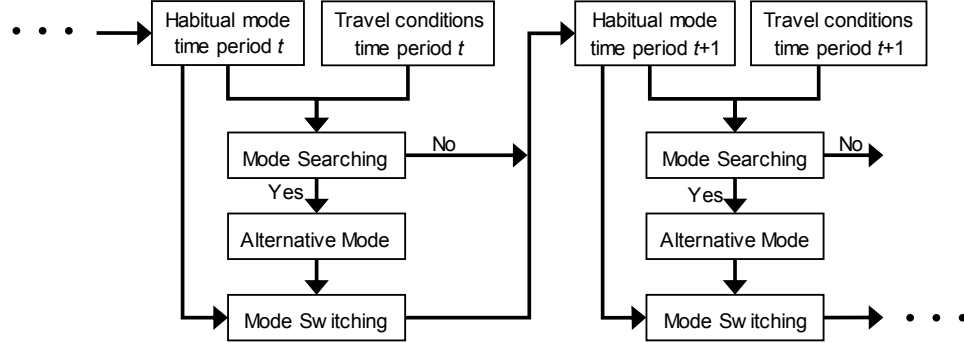 Habitual mode
time period t
Travel conditions
time period t
Mode Searching
No
Yes
Alternative Mode
Mode Switching
Habitual mode
time period t+1
Travel conditions
time period t+1
Mode Searching
No
Yes
Alternative Mode
Mode Switching